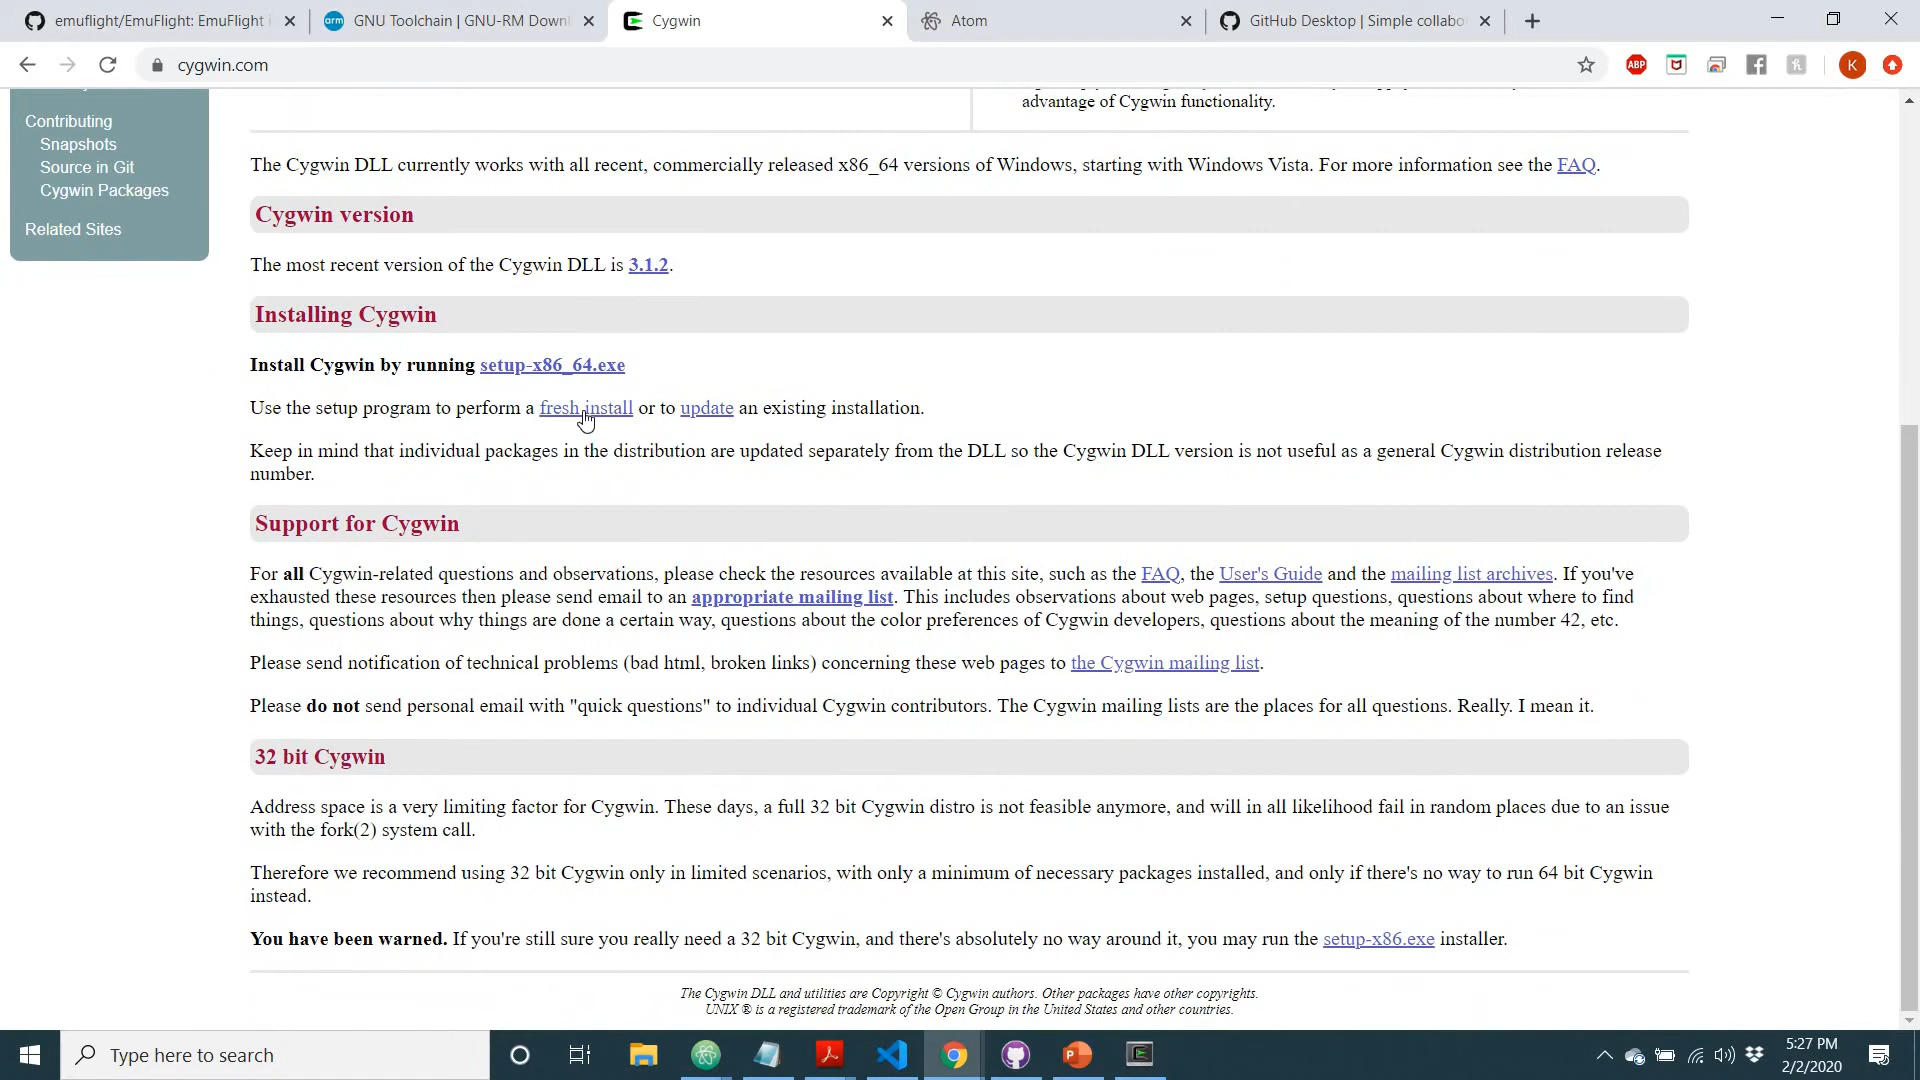 emuflight/EmuFlight: EmuFlight i
GNU Toolchain | GNU-RM Down
Cygwin
Atom
GitHub Desktop | Simple collabo
cygwin.com
ABP
K
Contributing
Snapshots
Source in Git
Cygwin Packages
Related Sites
advantage of Cygwin functionality.
The Cygwin DLL currently works with all recent, commercially released x86_64 versions of Windows, starting with Windows Vista. For more information see the FAQ.
Cygwin version
The most recent version of the Cygwin DLL is 3.1.2.
Installing Cygwin
Install Cygwin by running setup-x86_64.exe
Use the setup program to perform a fresh install or to update an existing installation.
Keep in mind that individual packages in the distribution are updated separately from the DLL so the Cygwin DLL version is not useful as a general Cygwin distribution release
number.
Support for Cygwin
For all Cygwin-related questions and observations, please check the resources available at this site, such as the FAQ, the User's Guide and the mailing list archives. If you've
exhausted these resources then please send email to an appropriate mailing list. This includes observations about web pages, setup questions, questions about where to find
things, questions about why things are done a certain way, questions about the color preferences of Cygwin developers, questions about the meaning of the number 42, etc.
Please send notification of technical problems (bad html, broken links) concerning these web pages to the Cygwin mailing list.
Please do not send personal email with "quick questions" to individual Cygwin contributors. The Cygwin mailing lists are the places for all questions. Really. I mean it.
32 bit Cygwin
Address space is a very limiting factor for Cygwin. These days, a full 32 bit Cygwin distro is not feasible anymore, and will in all likelihood fail in random places due to an issue
with the fork(2) system call.
Therefore we recommend using 32 bit Cygwin only in limited scenarios, with only a minimum of necessary packages installed, and only if there's no way to run 64 bit Cygwin
instead.
You have been warned. If you're still sure you really need a 32 bit Cygwin, and there's absolutely no way around it, you may run the setup-x86.exe installer.
The Cygwin DLL and utilities are Copyright © Cygwin authors. Other packages have other copyrights.
UNIX ® is a registered trademark of the Open Group in the United States and other countries.
Type here to search
5:27 PM
2/2/2020